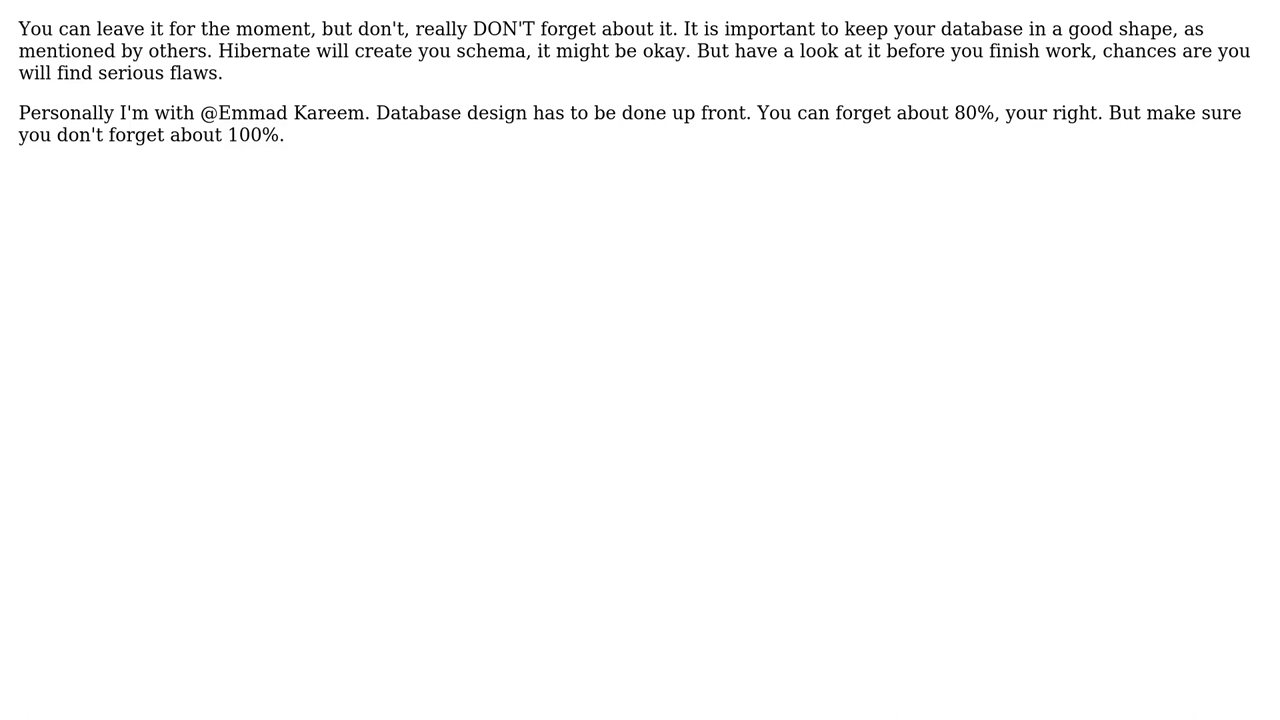 You can leave it for the moment, but don't, really DON'T forget about it. It is important to keep your database in a good shape, as
mentioned by others. Hibernate will create you schema, it might be okay. But have a look at it before you finish work, chances are you
will find serious flaws.
Personally I'm with @Emmad Kareem. Database design has to be done up front. You can forget about 80%, your right. But make sure
you don't forget about 100%.